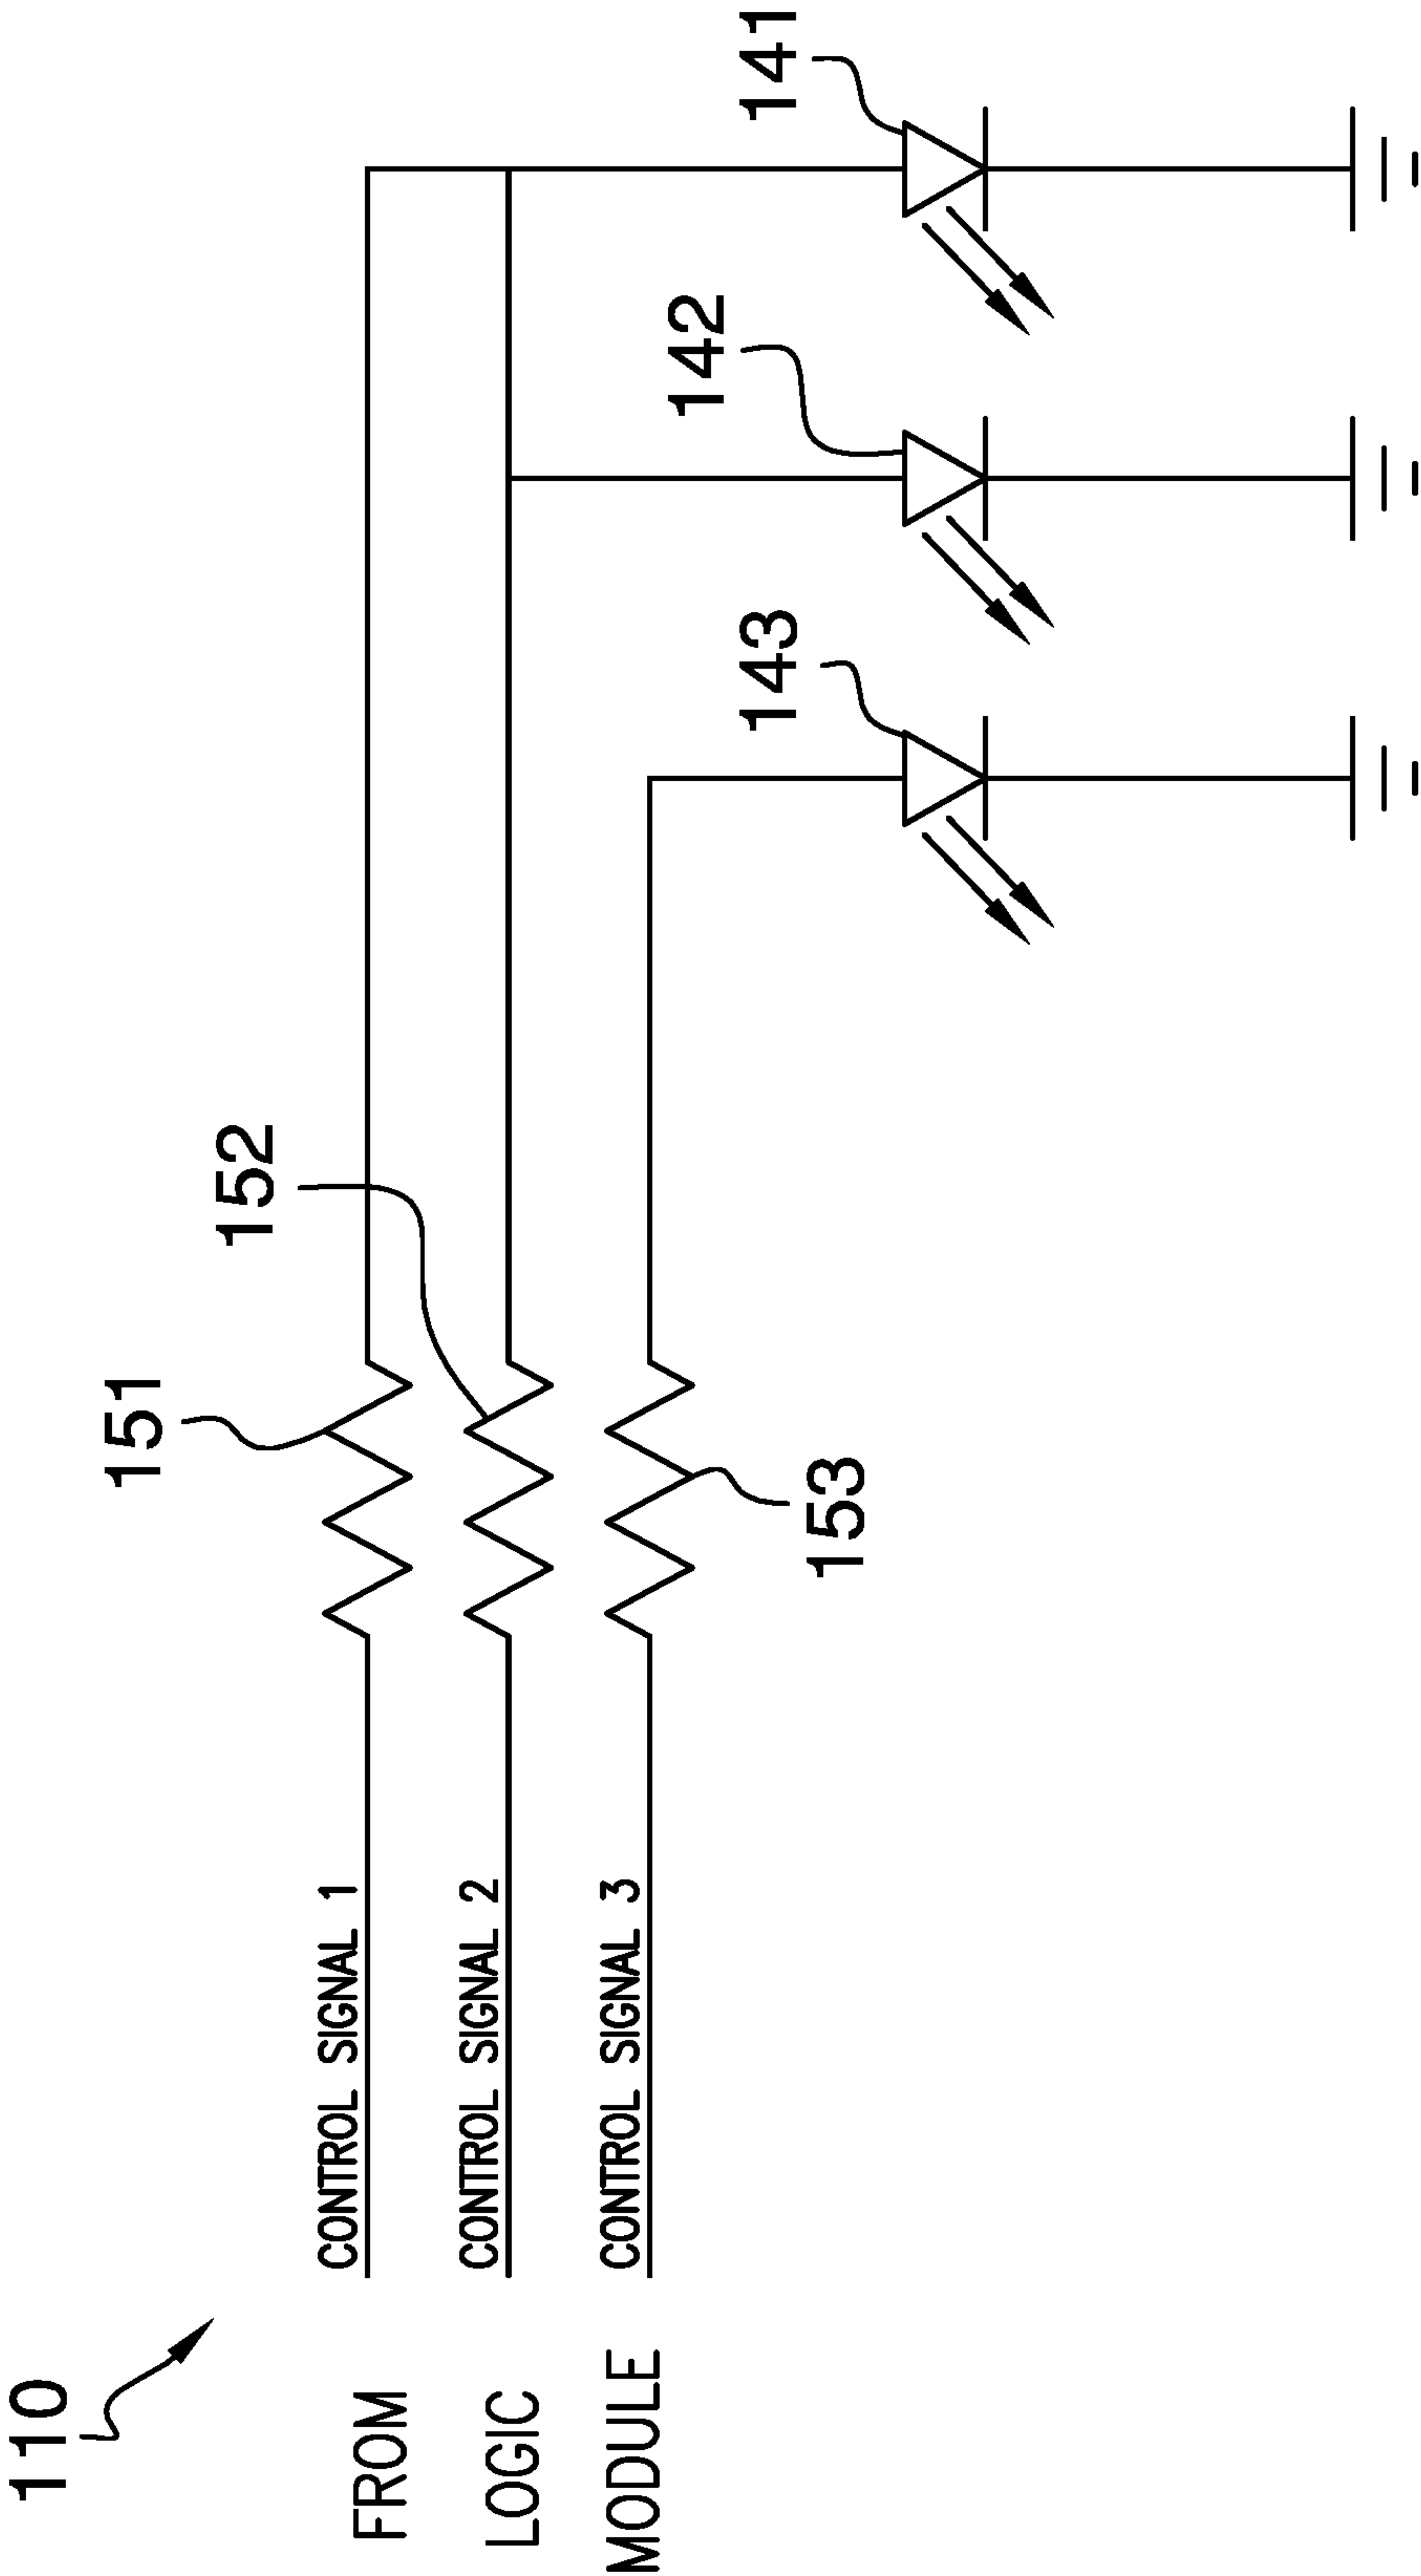 110
FROM
LOGIC
MODULE
CONTROL SIGNAL 1
CONTROL SIGNAL 2
CONTROL SIGNAL 3
151
152
153
143
142
141